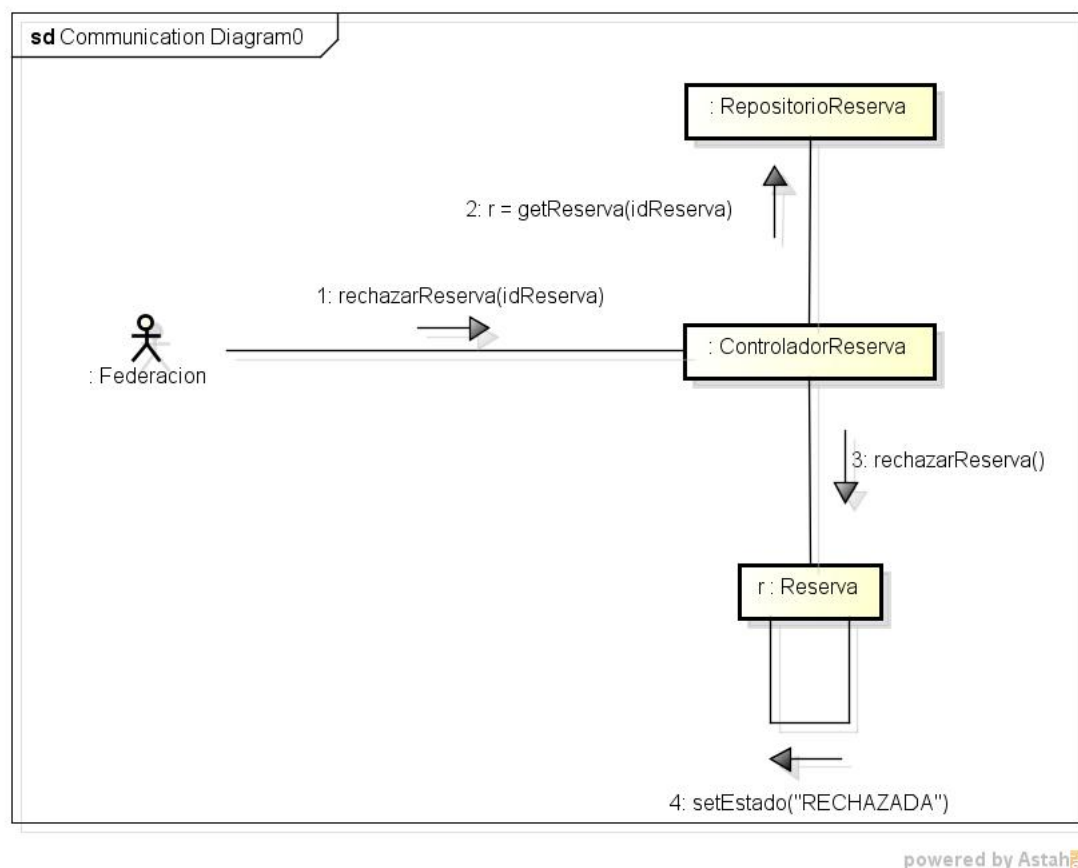 sd Communication Diagram0
: RepositorioReserva
2: r = getReserva(idReserva)
1: rechazarReserva(idReserva)
: ControladorReserva
: Federacion
3: rechazarReserva()
r : Reserva
4: setEstado("RECHAZADA")
powered by Astah